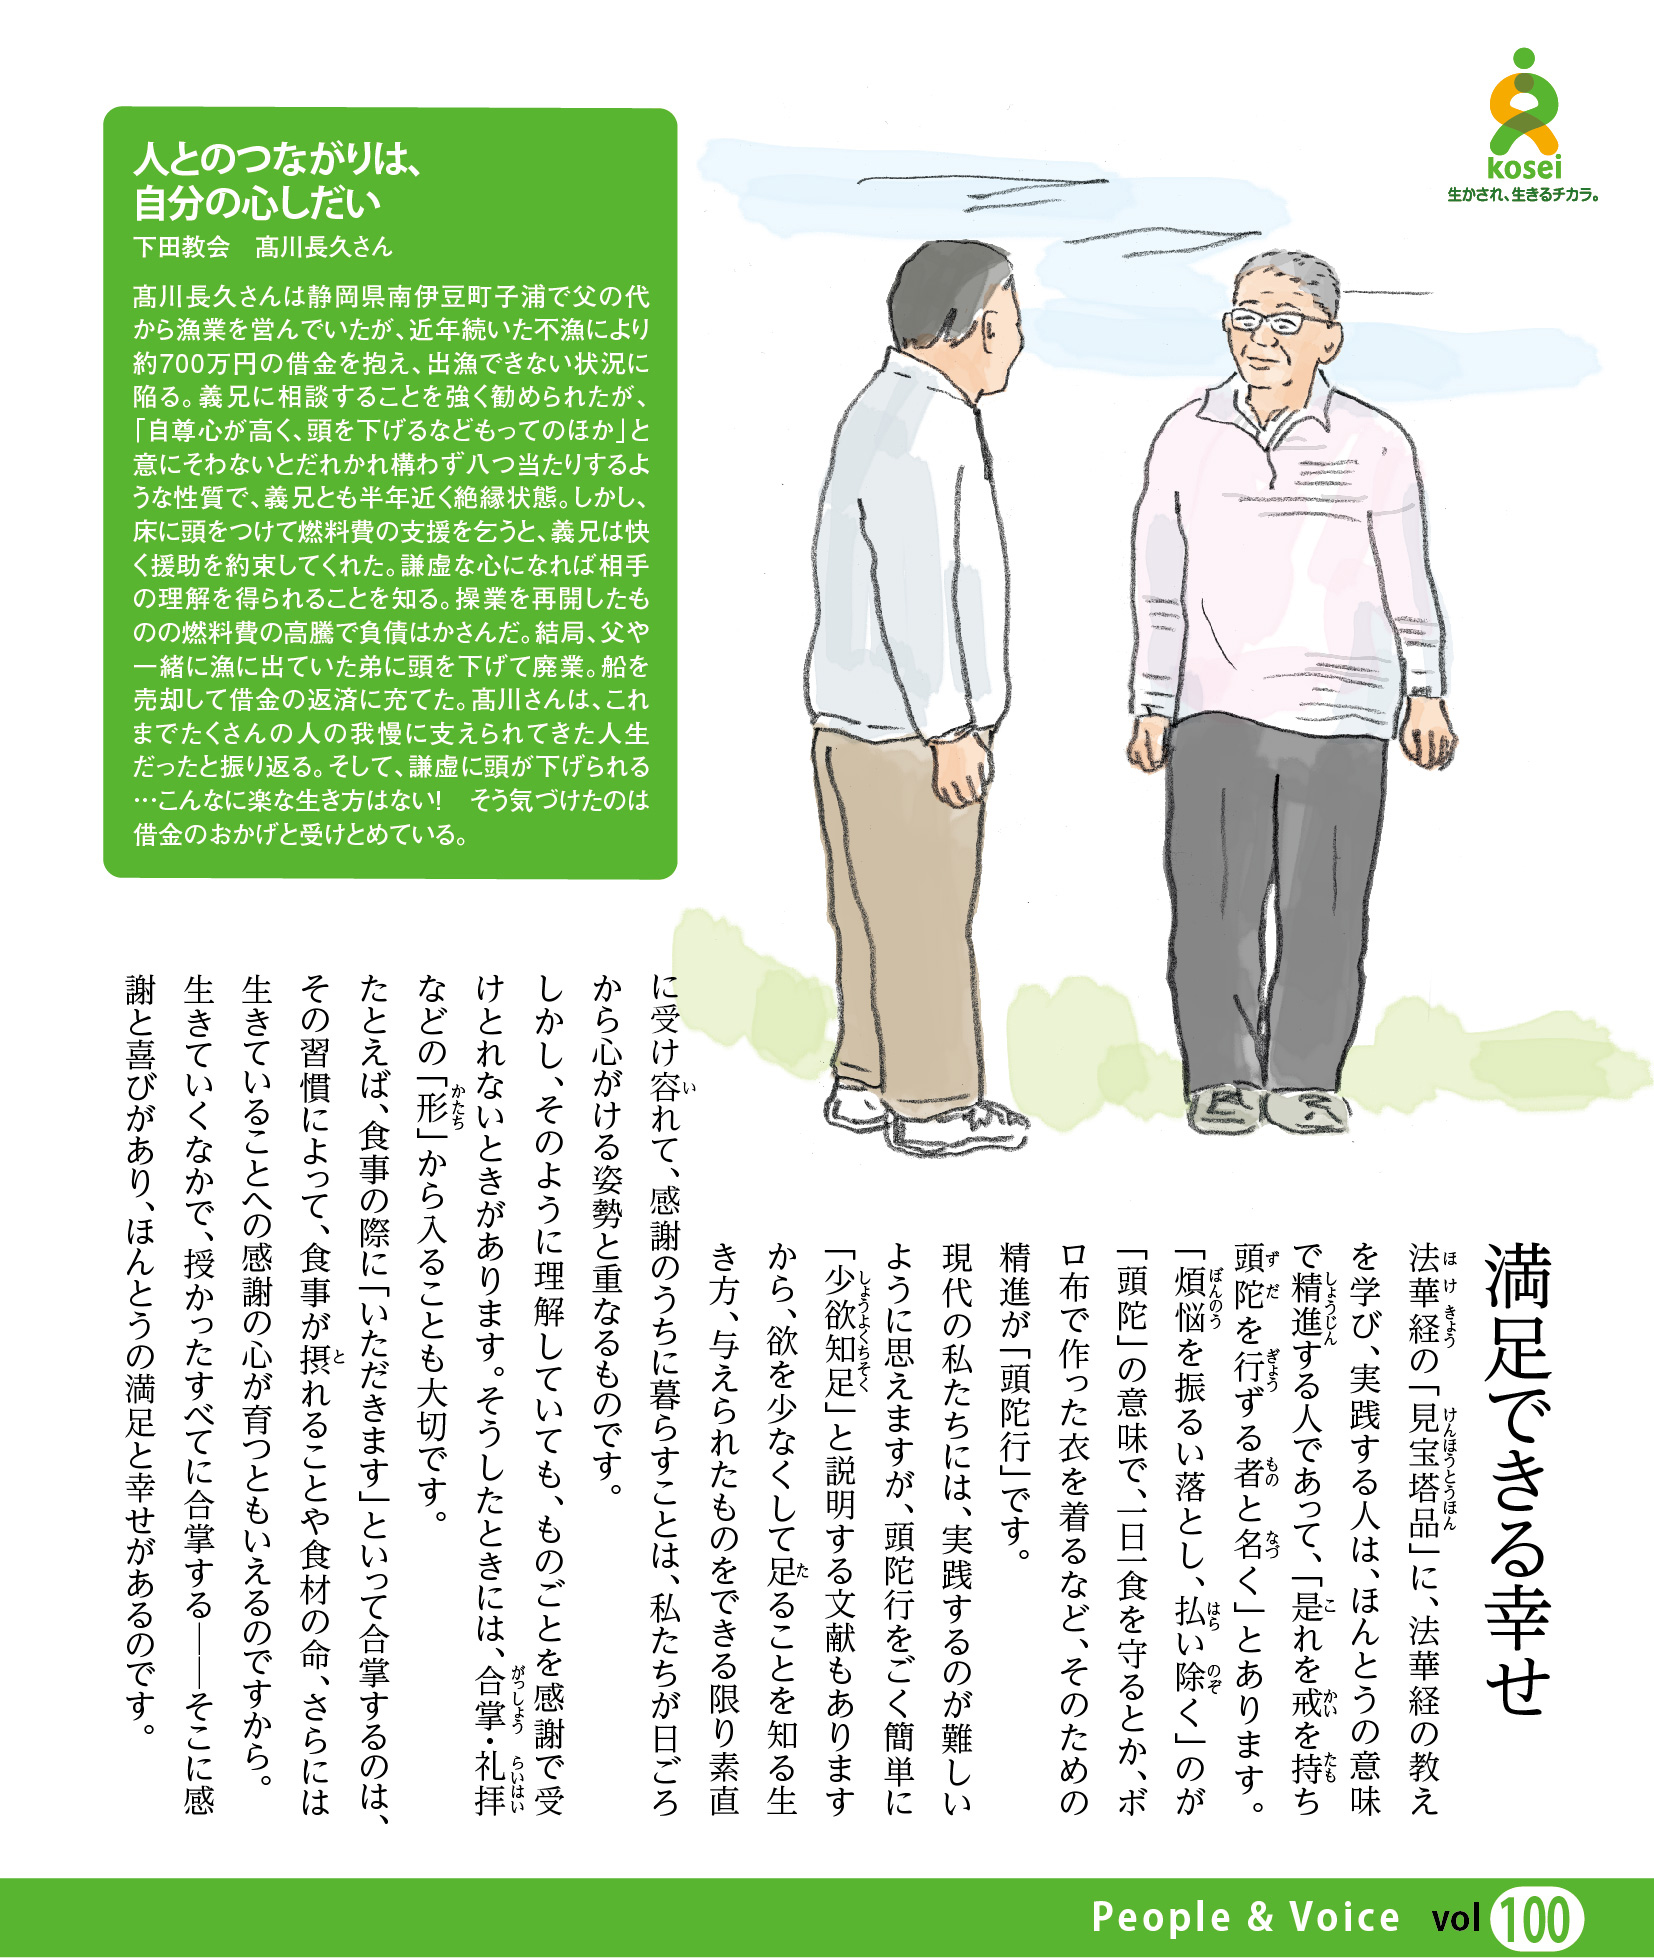 kosei
生かされ、生きるチカラ。
人とのつながりは、
自分の心しだい
下田教会　髙川長久さん
髙川長久さんは静岡県南伊豆町子浦で父の代
から漁業を営んでいたが、近年続いた不漁により
約700万円の借金を抱え、出漁できない状況に
陥る。義兄に相談することを強く勧められたが、
「自尊心が高く、頭を下げるなどもってのほか」と
意にそわないとだれかれ構わず八つ当たりするよ
うな性質で、義兄とも半年近く絶縁状態。しかし、
床に頭をつけて燃料費の支援を乞うと、義兄は快
く援助を約束してくれた。謙虚な心になれば相手
の理解を得られることを知る。操業を再開したも
のの燃料費の高騰で負債はかさんだ。結局、父や
一緒に漁に出ていた弟に頭を下げて廃業。船を
売却して借金の返済に充てた。髙川さんは、これ
までたくさんの人の我慢に支えられてきた人生
だったと振り返る。そして、謙虚に頭が下げられる
…こんなに楽な生き方はない!　そう気づけたのは
借金のおかげと受けとめている。
満足できる幸せ
法華経の「見宝塔品」に、法華経の教え
を学び、実践する人は、ほんとうの意味
で精進する人であって、「是れを戒を持ち
頭陀を行ずる者と名く」とあります。
「煩悩を振るい落とし、払い除く」のが
「頭陀」の意味で、一日一食を守るとか、ボ
ロ布で作った衣を着るなど、そのための
精進が「頭陀行」です。
現代の私たちには、実践するのが難しい
ように思えますが、頭陀行をごく簡単に
「少欲知足」と説明する文献もあります
から、欲を少なくして足ることを知る生
き方、与えられたものをできる限り素直
に受け容れて、感謝のうちに暮らすことは、私たちが日ごろ
から心がける姿勢と重なるものです。
しかし、そのように理解していても、ものごとを感謝で受
けとれないときがあります。そうしたときには、合掌・礼拝
などの「形」から入ることも大切です。
たとえば、食事の際に「いただきます」といって合掌するのは、
その習慣によって、食事が摂れることや食材の命、さらには
生きていることへの感謝の心が育つともいえるのですから。
生きていくなかで、授かったすべてに合掌する――そこに感
謝と喜びがあり、ほんとうの満足と幸せがあるのです。
People & Voice vol 100